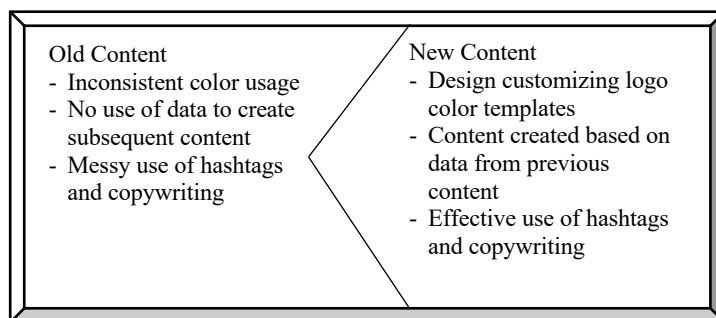 Old Content
- Inconsistent color usage
- No use of data to create
subsequent content
- Messy use of hashtags
and copywriting
New Content
- Design customizing logo
color templates
- Content created based on
data from previous
content
- Effective use of hashtags
and copywriting